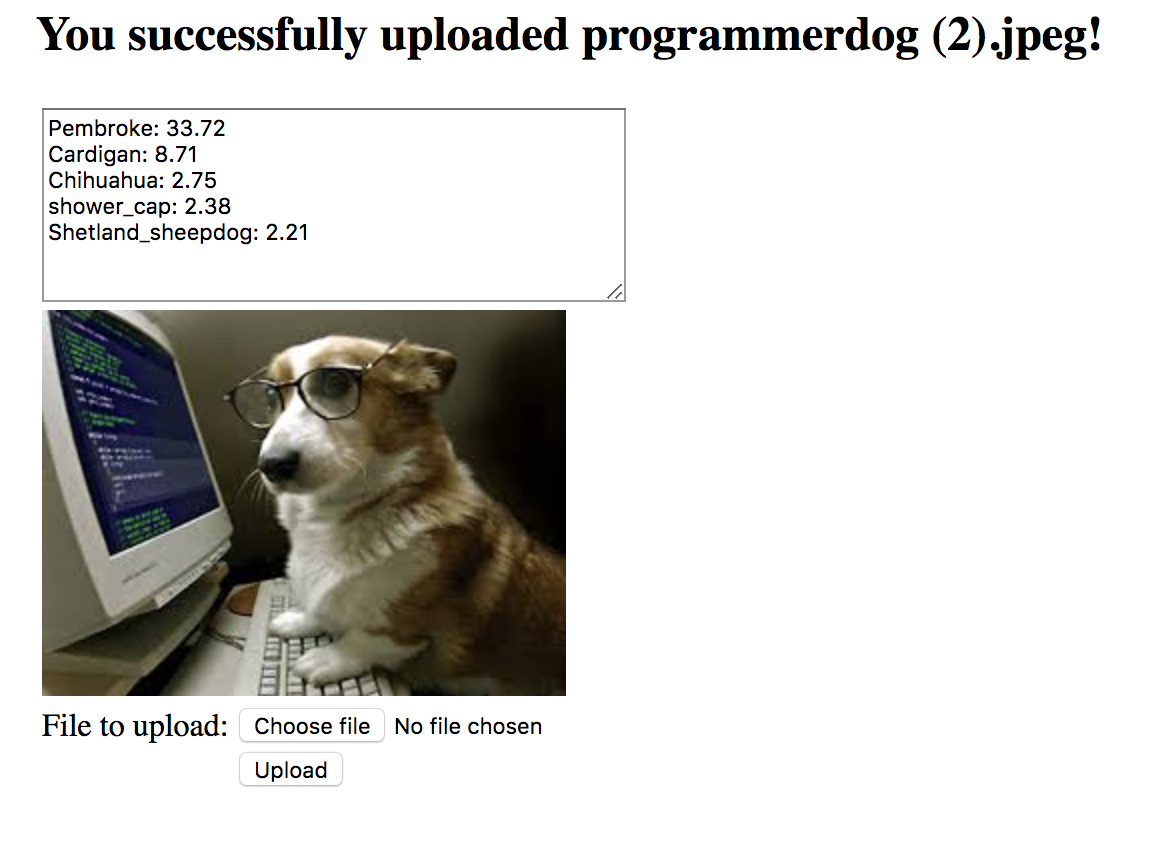 You successfully uploaded programmerdog (2).jpeg!
Pembroke: 33.72
Cardigan: 8.71
Chihuahua: 2.75
shower_cap: 2.38
Shetland_sheepdog: 2.21
File to upload: Choose file No file chosen
Upload